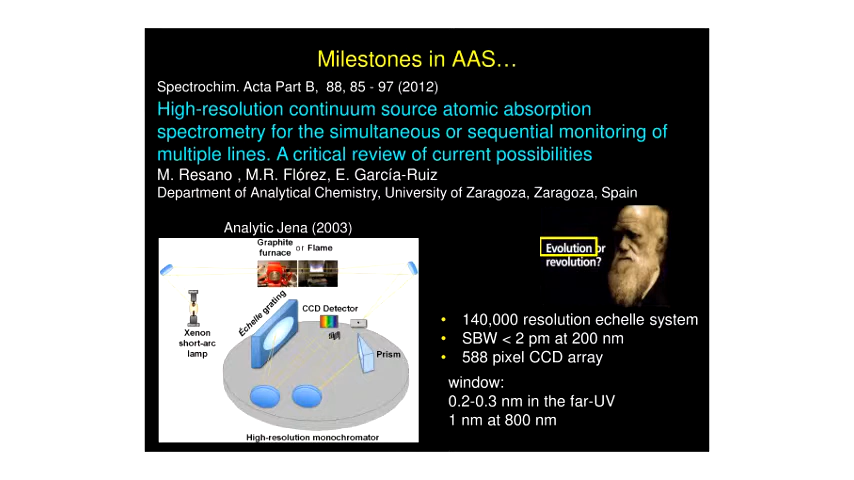 Milestones in AAS…
Spectrochim. Acta Part B, 88, 85 - 97 (2012)
High-resolution continuum source atomic absorption
spectrometry for the simultaneous or sequential monitoring of
multiple lines. A critical review of current possibilities
M. Resano , M.R. Flórez, E. García-Ruiz
Department of Analytical Chemistry, University of Zaragoza, Zaragoza, Spain
Analytic Jena (2003)
Graphite
furnace
or Flame
Échelle grating
CCD Detector
Xenon
short-arc
lamp
Prism
High-resolution monochromator
Evolution or
revolution?
• 140,000 resolution echelle system
• SBW < 2 pm at 200 nm
• 588 pixel CCD array
window:
0.2-0.3 nm in the far-UV
1 nm at 800 nm